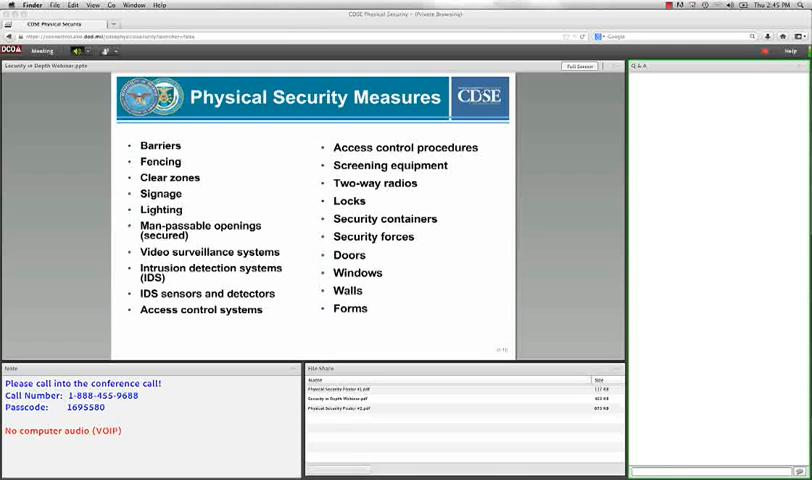 Finder File Edit View Go Window Help
Thu 2:45 PM
CDSE Physical Security — (Private Browsing)
CDSE Physical Security
Google
DCO Meeting
Help
Security in Depth Webinar.pptx
Full Screen
Q & A
Physical Security Measures
CDSE
• Barriers
• Fencing
• Clear zones
• Signage
• Lighting
• Man-passable openings
(secured)
• Video surveillance systems
• Intrusion detection systems
(IDS)
• IDS sensors and detectors
• Access control systems
• Access control procedures
• Screening equipment
• Two-way radios
• Locks
• Security containers
• Security forces
• Doors
• Windows
• Walls
• Forms
Note
Please call into the conference call!
Call Number: 1-888-455-9688
Passcode: 1695580
No computer audio (VOIP)
File Share
Name Size
Physical Security Poster #1.pdf
Security in Depth Webinar.pdf
Physical Security Poster #2.pdf